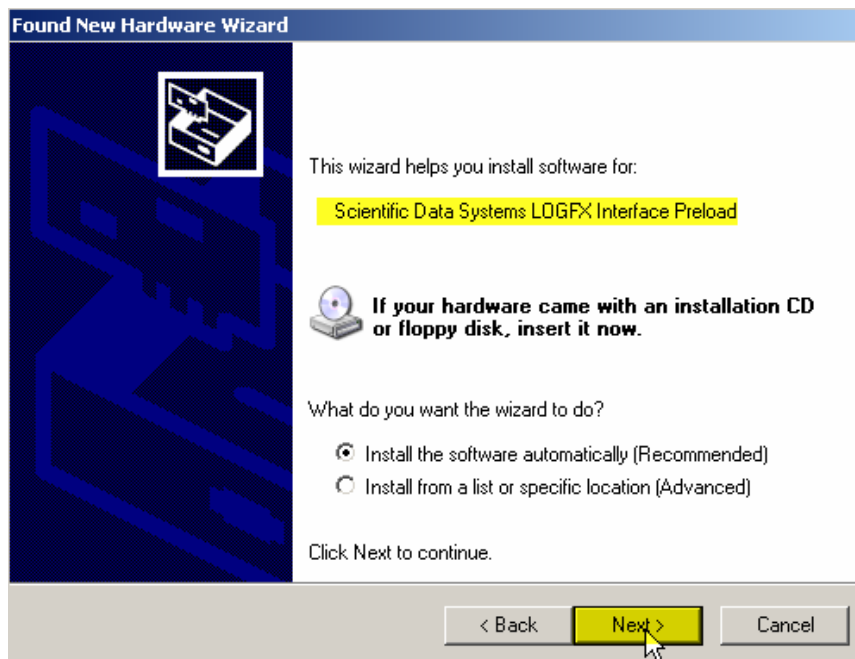 Found New Hardware Wizard
This wizard helps you install software for:
Scientific Data Systems LOGFX Interface Preload
If your hardware came with an installation CD
or floppy disk, insert it now.
What do you want the wizard to do?
Install the software automatically (Recommended)
Install from a list or specific location (Advanced)
Click Next to continue.
< Back Next > Cancel